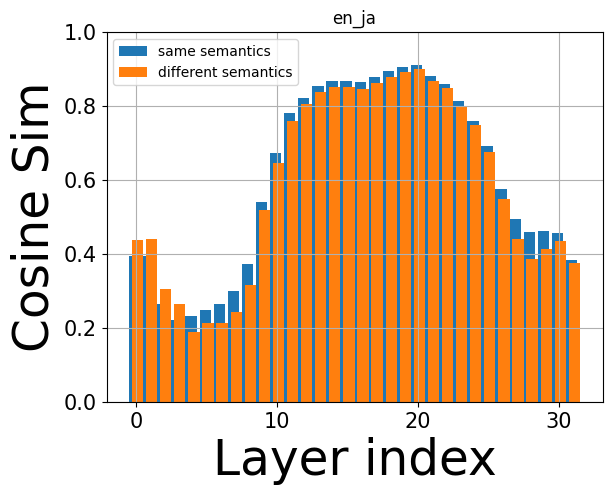 en_ja
same semantics
different semantics
1.0
0.8
0.6
0.4
0.2
0.0
Cosine Sim
0 10 20 30
Layer index